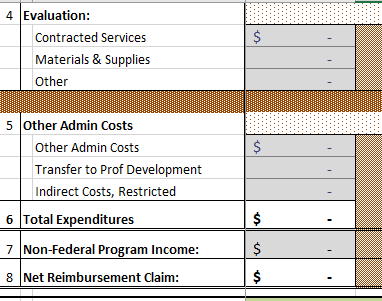 4 Evaluation:
Contracted Services $ -
Materials & Supplies -
Other -
5 Other Admin Costs
Other Admin Costs $ -
Transfer to Prof Development -
Indirect Costs, Restricted -
6 Total Expenditures $ -
7 Non-Federal Program Income: $ -
8 Net Reimbursement Claim: $ -